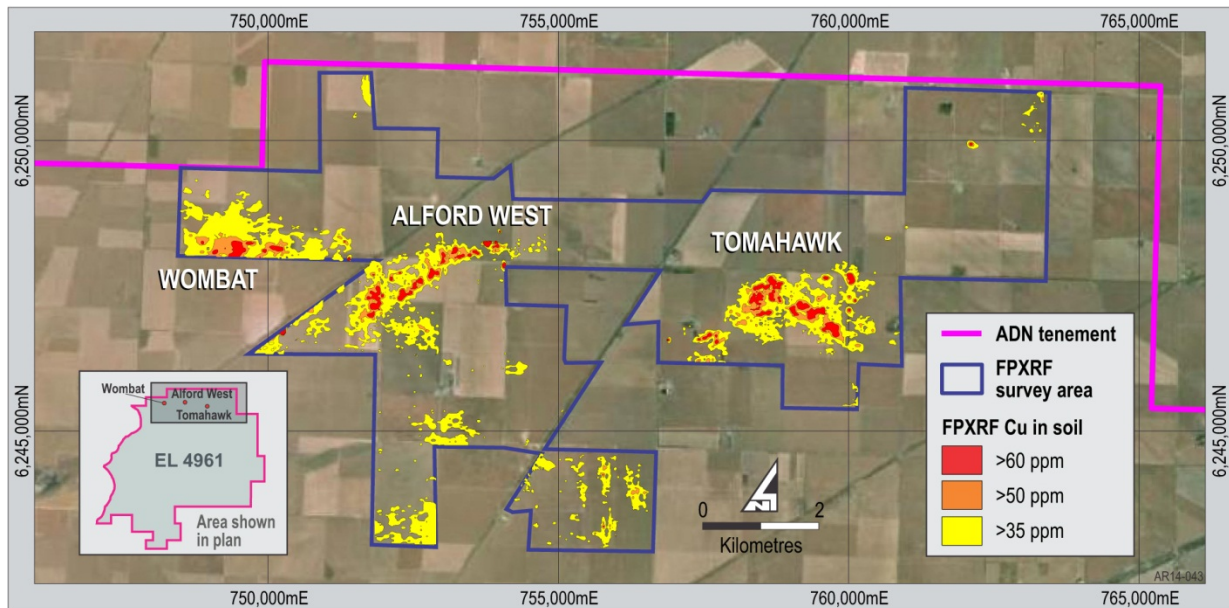 750,000mE
755,000mE
760,000mE
765,000mE
6,250,000mN
6,250,000mN
ALFORD WEST
TOMAHAWK
WOMBAT
ADN tenement
FPXRF
survey area
FPXRF Cu in soil
>60 ppm
>50 ppm
>35 ppm
Wombat
Alford West
Tomahawk
EL 4961
Area shown
in plan
6,245,000mN
6,245,000mN
N
0
2
Kilometres
AR14-043
750,000mE
755,000mE
760,000mE
765,000mE